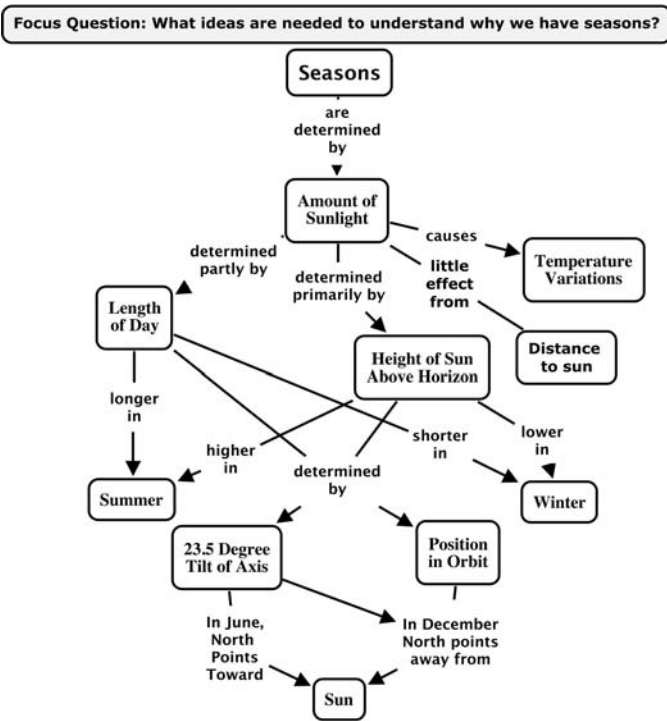 Focus Question: What ideas are needed to understand why we have seasons?
Seasons
are
determined
by
Amount of
Sunlight
causes
Temperature
Variations
determined
partly by
determined
primarily by
little
effect
from
Length
of Day
Height of Sun
Above Horizon
Distance
to sun
longer
in
higher
in
shorter
in
lower
in
determined
by
Summer
Winter
23.5 Degree
Tilt of Axis
Position
in Orbit
In June,
North
Points
Toward
In December
North points
away from
Sun